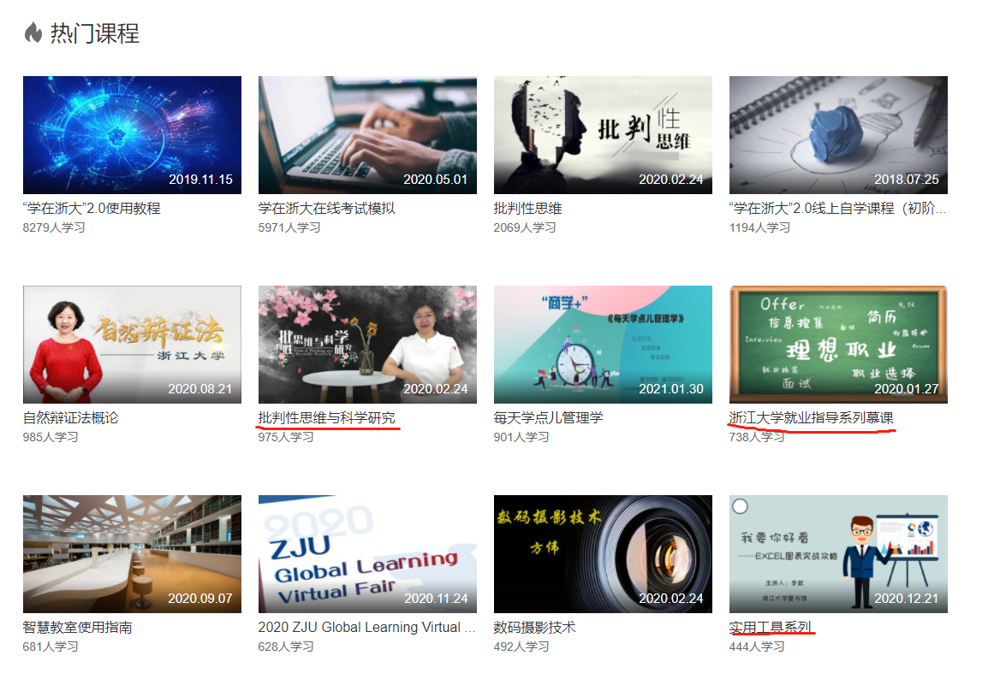 热门课程
2019.11.15
2020.05.01
批判性思维
2020.02.24
2018.07.25
“学在浙大”2.0使用教程
学在浙大在线考试模拟
批判性思维
“学在浙大”2.0线上自学课程（初阶...
8279人学习
5971人学习
2069人学习
1194人学习
自然辩证法
浙江大学
2020.08.21
批判性思维与科学研究
2020.02.24
“商学+”
《每天学点儿管理学》
2021.01.30
Offer
信息搜集
简历
面试
Interview
理想职业
Resume
就业政策
职业选择
面试
2020.01.27
自然辩证法概论
批判性思维与科学研究
每天学点儿管理学
浙江大学就业指导系列慕课
985人学习
975人学习
901人学习
738人学习
2020.09.07
2020
ZJU
Global Learning
Virtual Fair
2020.11.24
数码摄影技术
方伟
2020.02.24
我要你好看
——EXCEL图表实战攻略
浙江大学图书馆
2020.12.21
智慧教室使用指南
2020 ZJU Global Learning Virtual ...
数码摄影技术
实用工具系列
681人学习
628人学习
492人学习
444人学习